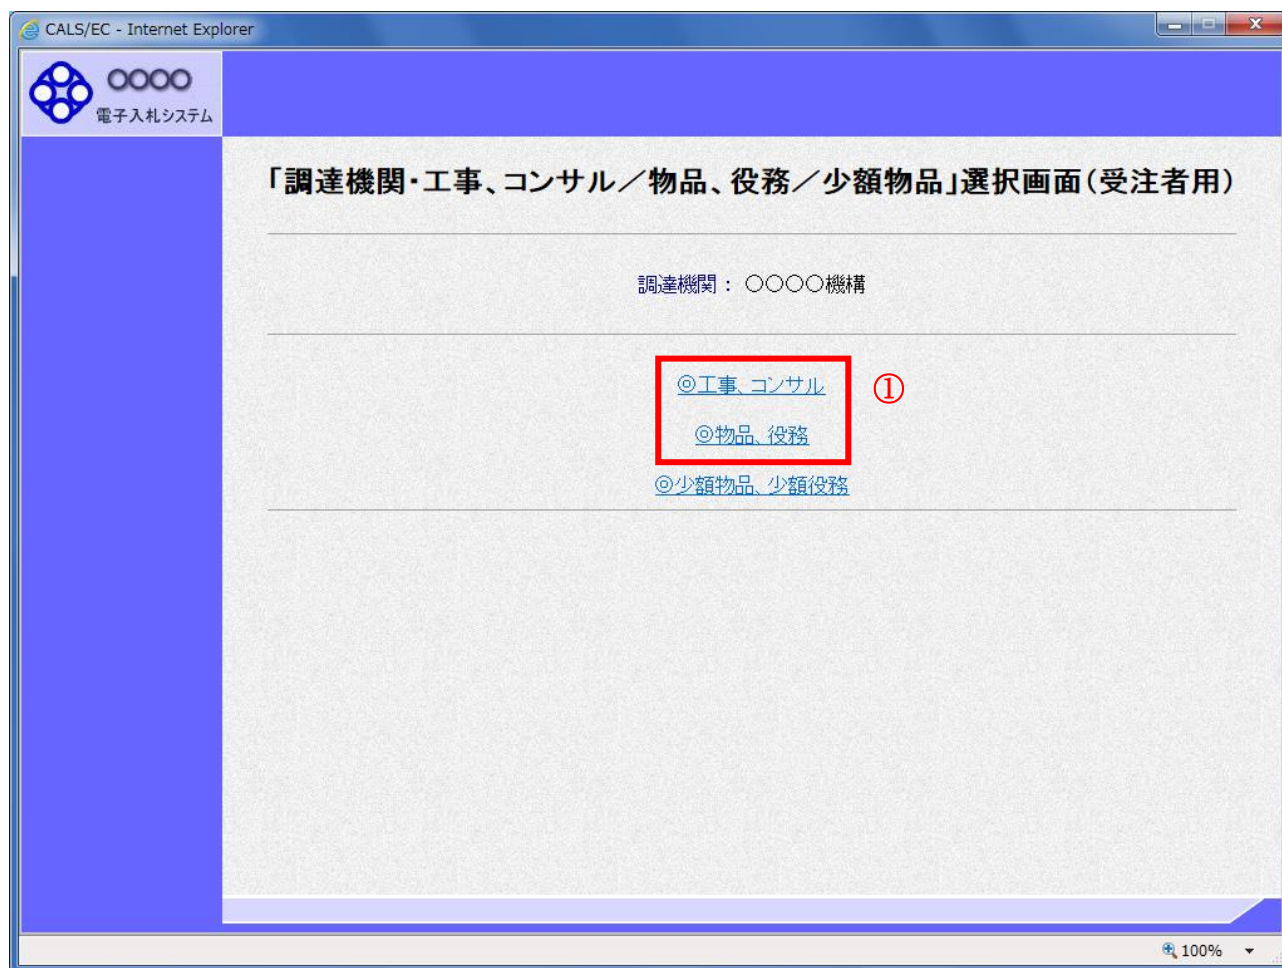 CALS/EC - Internet Explorer
○○○○
電子入札システム
「調達機関・工事、コンサル／物品、役務／少額物品」選択画面（受注者用）
調達機関： ○○○○機構
◎工事、コンサル
①
◎物品、役務
◎少額物品、少額役務
100%